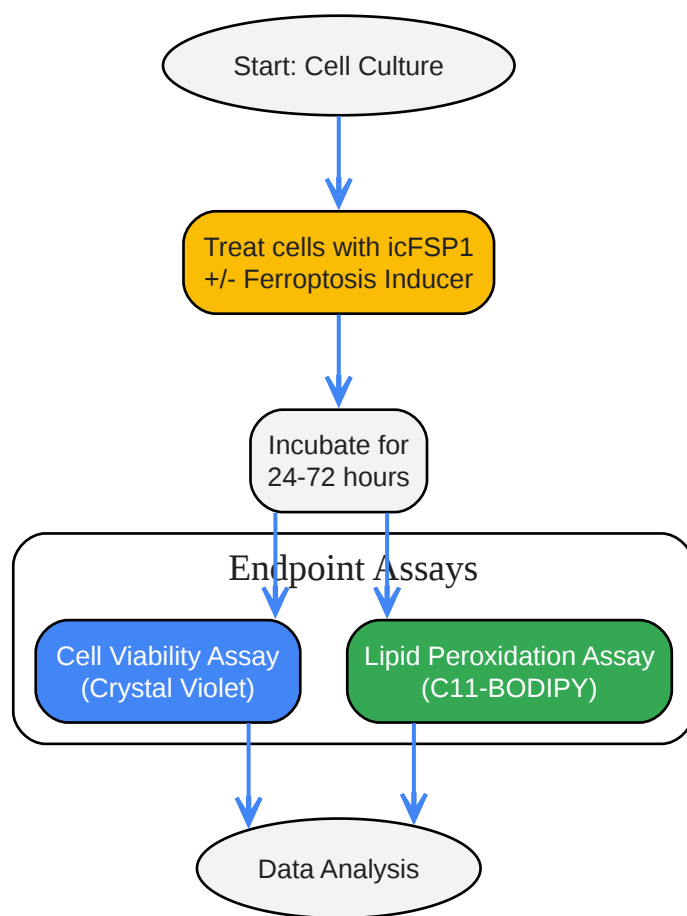 Start: Cell Culture
Treat cells with icFSP1
+/- Ferroptosis Inducer
Incubate for
24-72 hours
Endpoint Assays
Cell Viability Assay
(Crystal Violet)
Lipid Peroxidation Assay
(C11-BODIPY)
Data Analysis